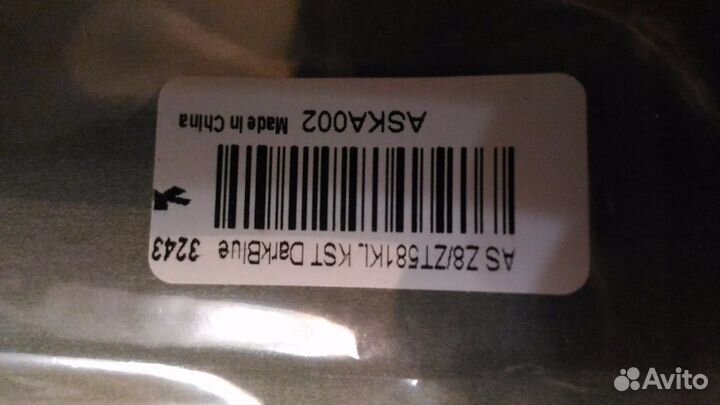 AS Z8/ZT581KL KST DarkBlue 3243
ASKA002 Made in China
Avito